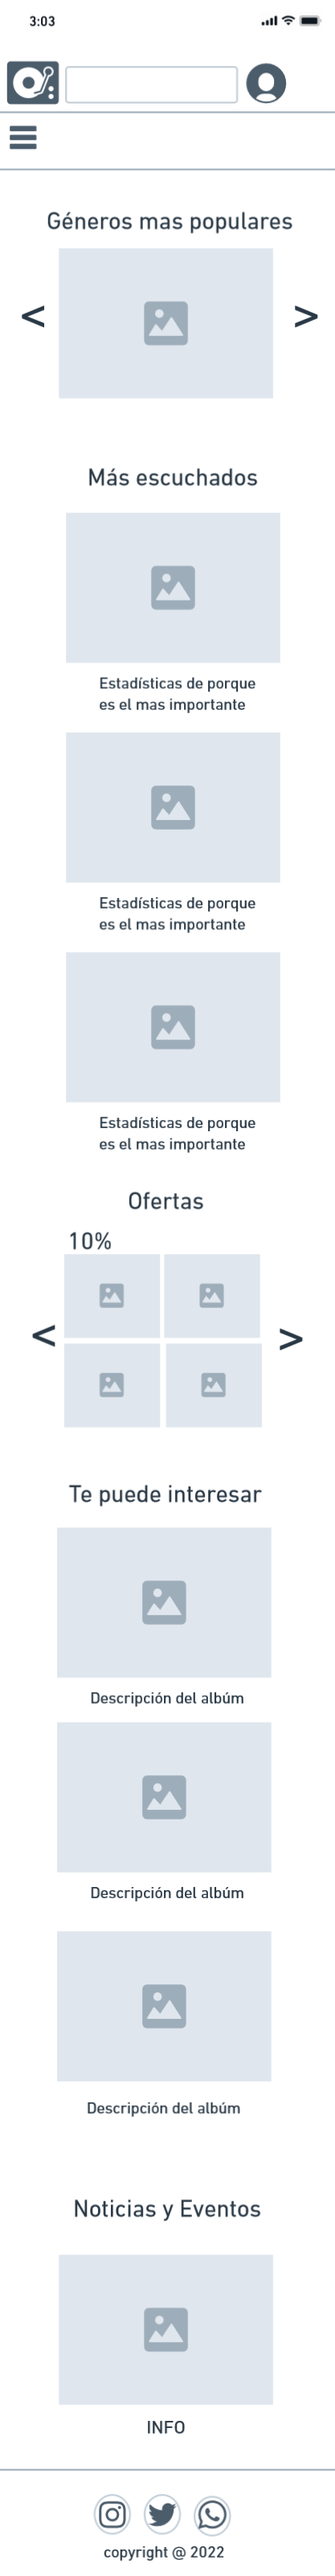 3:03
Géneros mas populares
<
>
Más escuchados
Estadísticas de porque
es el mas importante
Estadísticas de porque
es el mas importante
Estadísticas de porque
es el mas importante
Ofertas
10%
<
>
Te puede interesar
Descripción del albúm
Descripción del albúm
Descripción del albúm
Noticias y Eventos
INFO
copyright @ 2022